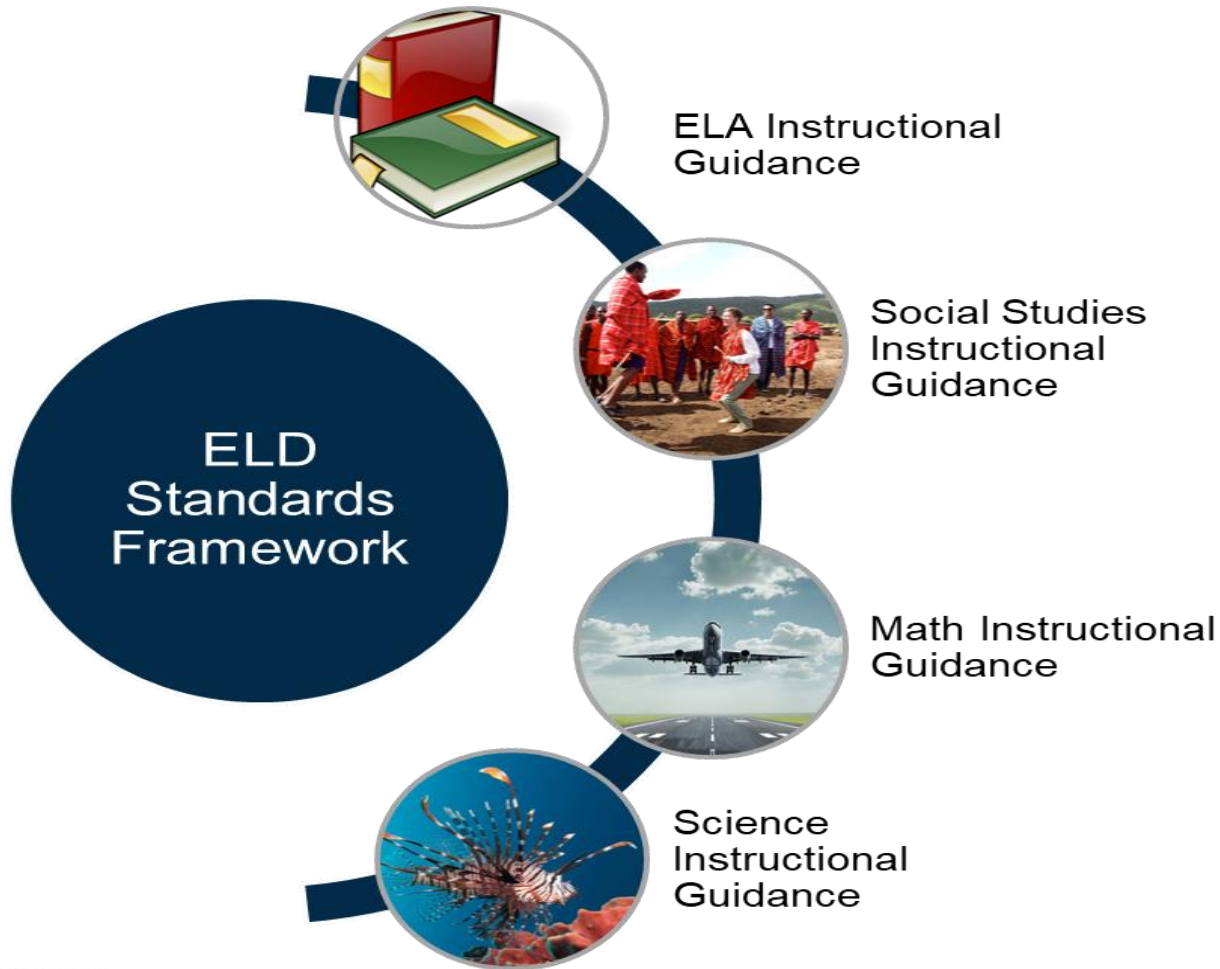 ELA Instructional
Guidance
Social Studies
Instructional
Guidance
ELD
Standards
Framework
Math Instructional
Guidance
Science
Instructional
Guidance